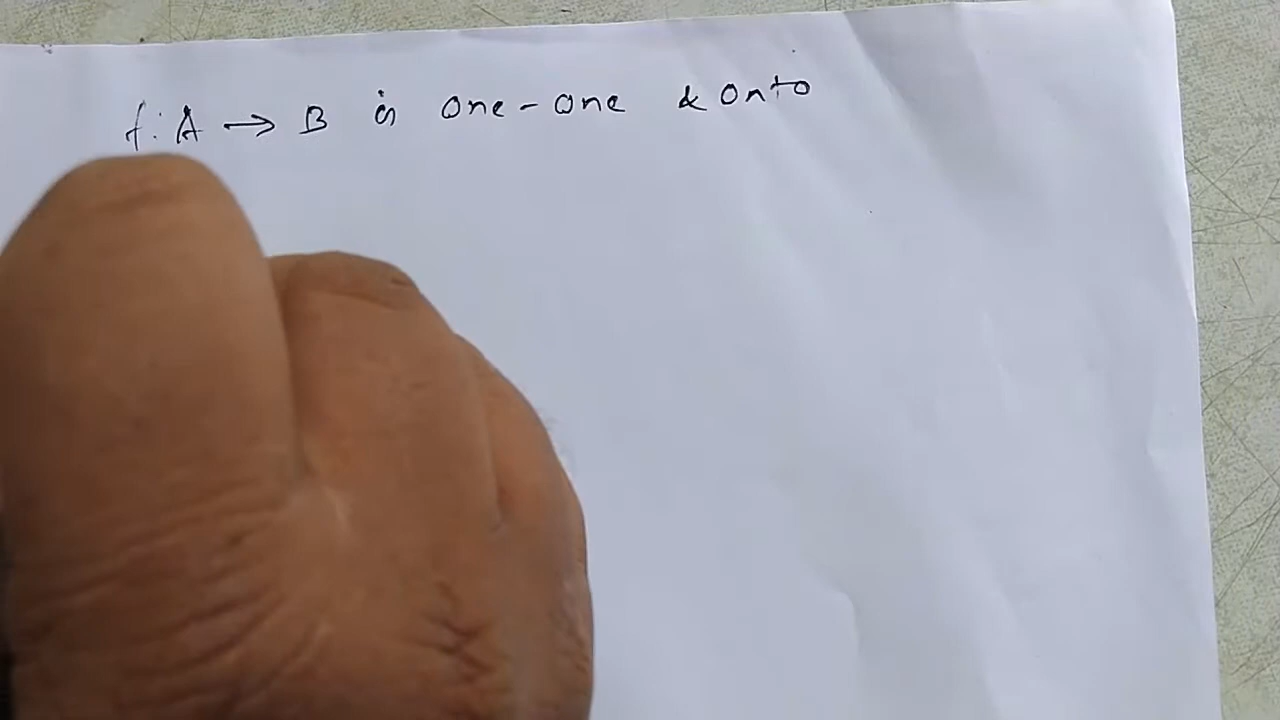 f: A → B is one-one & onto